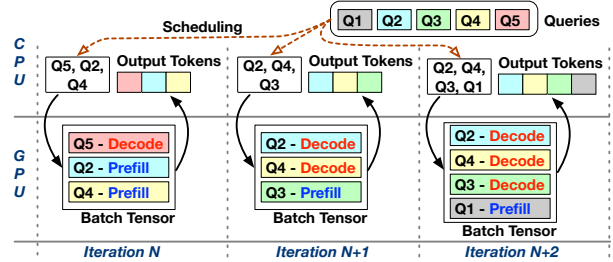 Q1 Q2 Q3 Q4 Q5 Queries
Scheduling
CPU
Q5, Q2,
Q4
Output Tokens
Q2, Q4,
Q3
Output Tokens
Q2, Q4,
Q3, Q1
Output Tokens
GPU
Q5 - Decode
Q2 - Prefill
Q4 - Prefill
Batch Tensor
Q2 - Decode
Q4 - Decode
Q3 - Prefill
Batch Tensor
Q2 - Decode
Q4 - Decode
Q3 - Decode
Q1 - Prefill
Batch Tensor
Iteration N
Iteration N+1
Iteration N+2